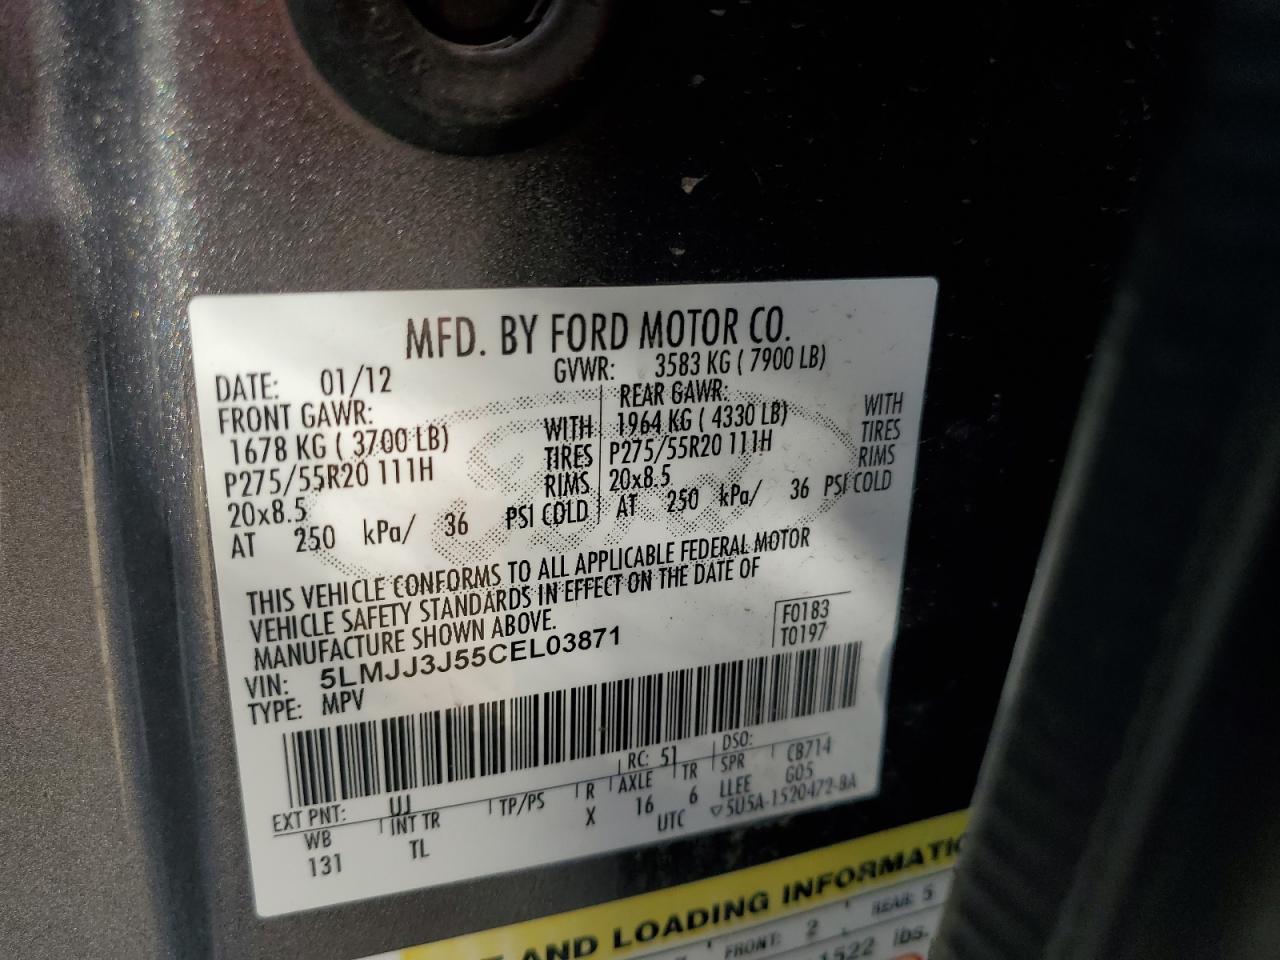 MFD. BY FORD MOTOR CO.
DATE: 01/12 GVWR: 3583 KG ( 7900 LB)
FRONT GAWR: REAR GAWR:
1678 KG ( 3700 LB) WITH 1964 KG ( 4330 LB) WITH
P275/55R20 111H TIRES P275/55R20 111H TIRES
20x8.5 RIMS 20x8.5 RIMS
AT 250 kPa/ 36 PSI COLD AT 250 kPa/ 36 PSI COLD
THIS VEHICLE CONFORMS TO ALL APPLICABLE FEDERAL MOTOR
VEHICLE SAFETY STANDARDS IN EFFECT ON THE DATE OF
MANUFACTURE SHOWN ABOVE.
F0183
T0197
VIN: 5LMJJ3J55CEL03871
TYPE: MPV
EXT PNT: UJ RC: 51 DSO: CB714
WB INT TR TP/PS R AXLE TR SPR G05
131 TL X 16 6 LLEE
UTC ▽5U5A-1520472-BA
AND LOADING INFORMATI
FRONT: 2 REAR: 5
1522 lbs.